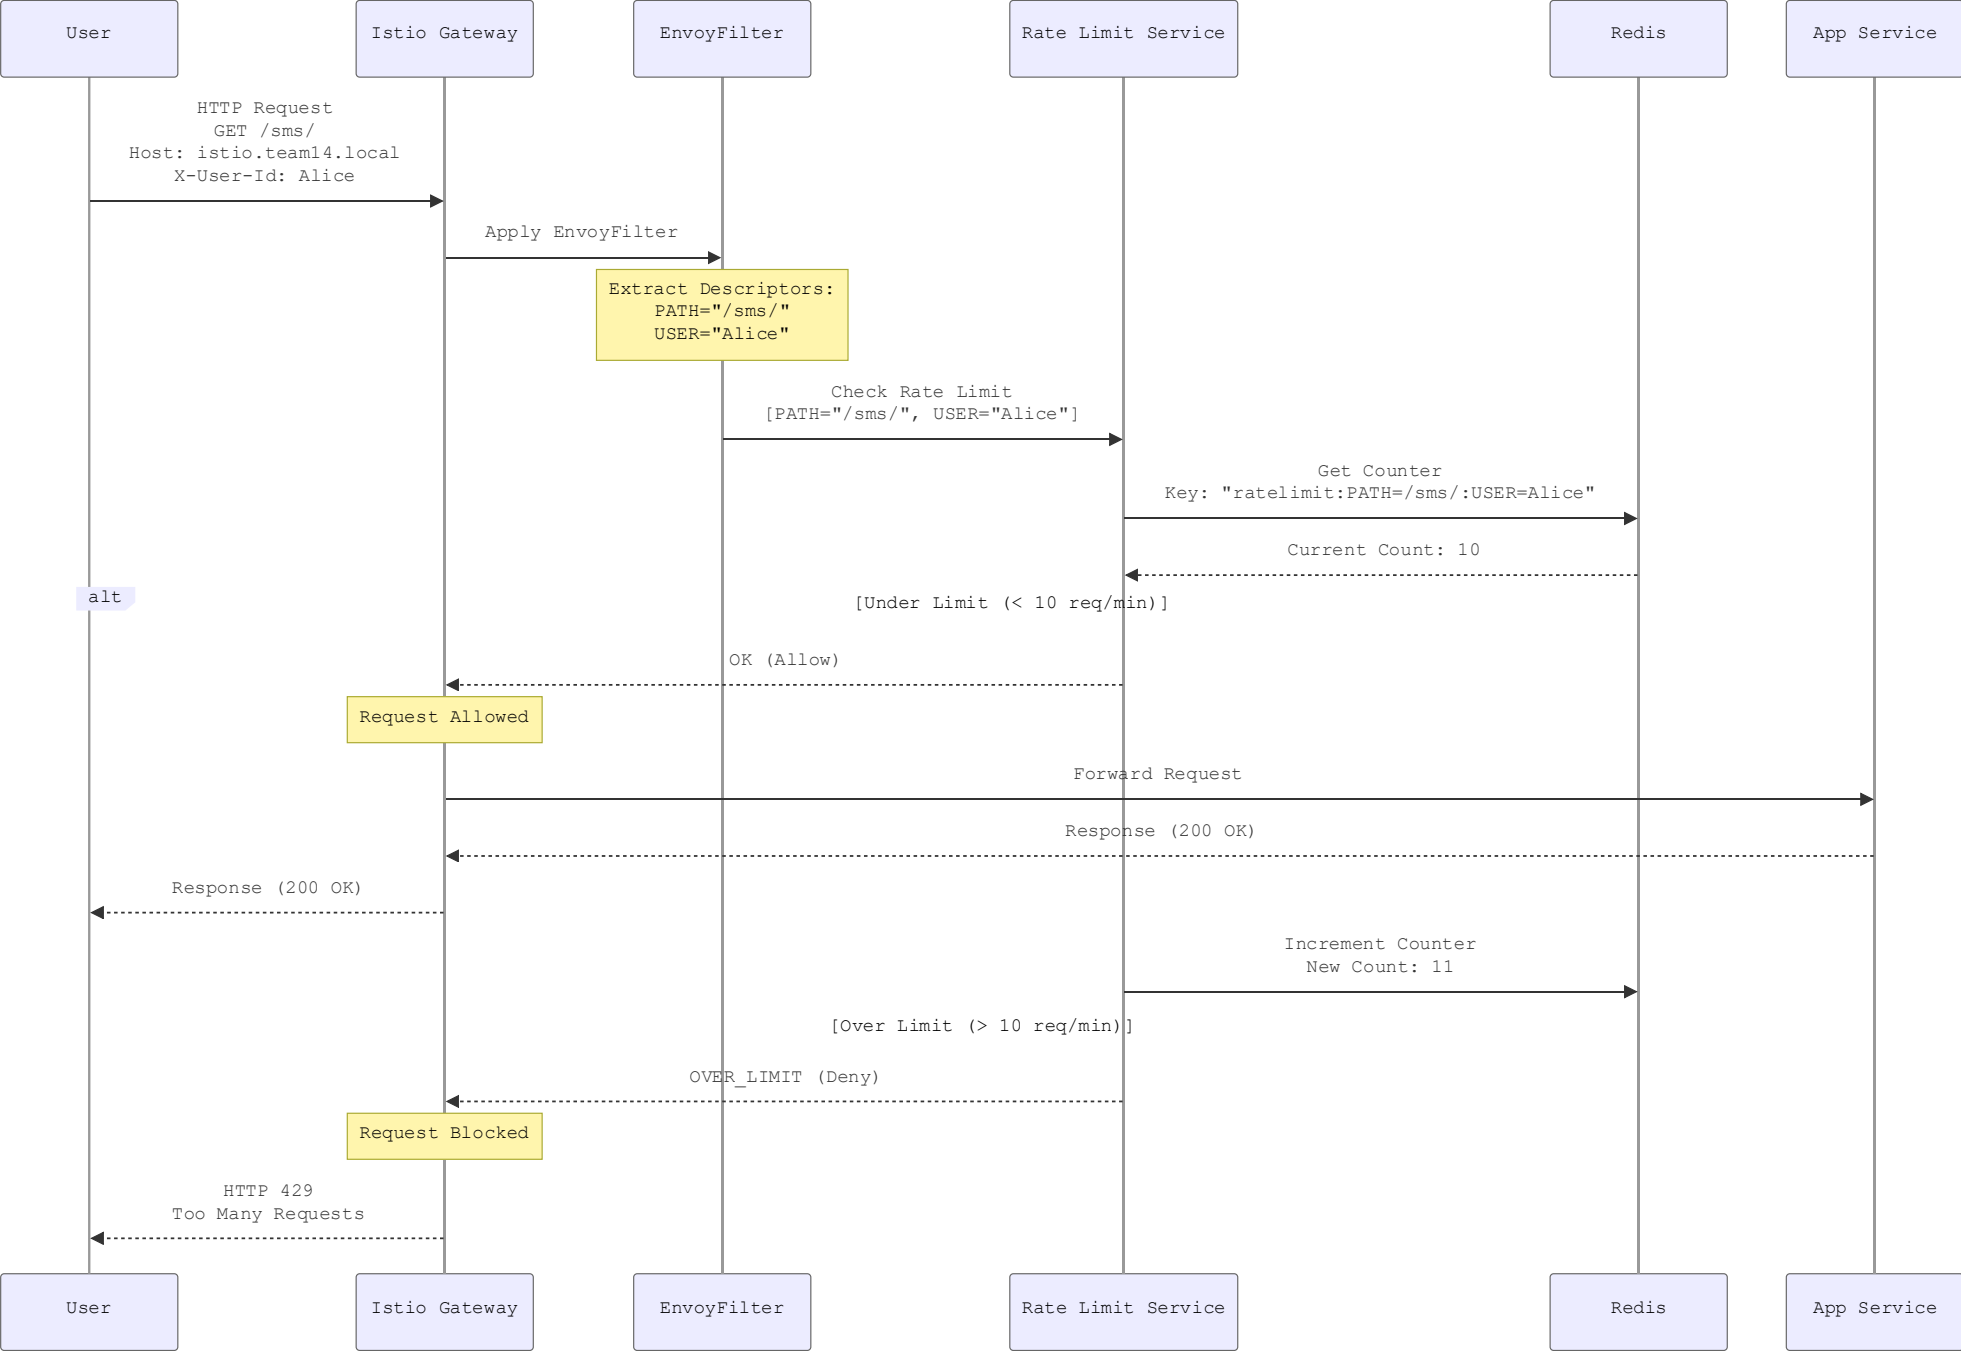 User
Istio Gateway
EnvoyFilter
Rate Limit Service
Redis
App Service
HTTP Request
GET /sms/
Host: istio.team14.local
X-User-Id: Alice
Apply EnvoyFilter
Extract Descriptors:
PATH="/sms/"
USER="Alice"
Check Rate Limit
[PATH="/sms/", USER="Alice"]
Get Counter
Key: "ratelimit:PATH=/sms/:USER=Alice"
Current Count: 10
alt
[Under Limit (< 10 req/min)]
OK (Allow)
Request Allowed
Forward Request
Response (200 OK)
Response (200 OK)
Increment Counter
New Count: 11
[Over Limit (> 10 req/min)]
OVER_LIMIT (Deny)
Request Blocked
HTTP 429
Too Many Requests
User
Istio Gateway
EnvoyFilter
Rate Limit Service
Redis
App Service